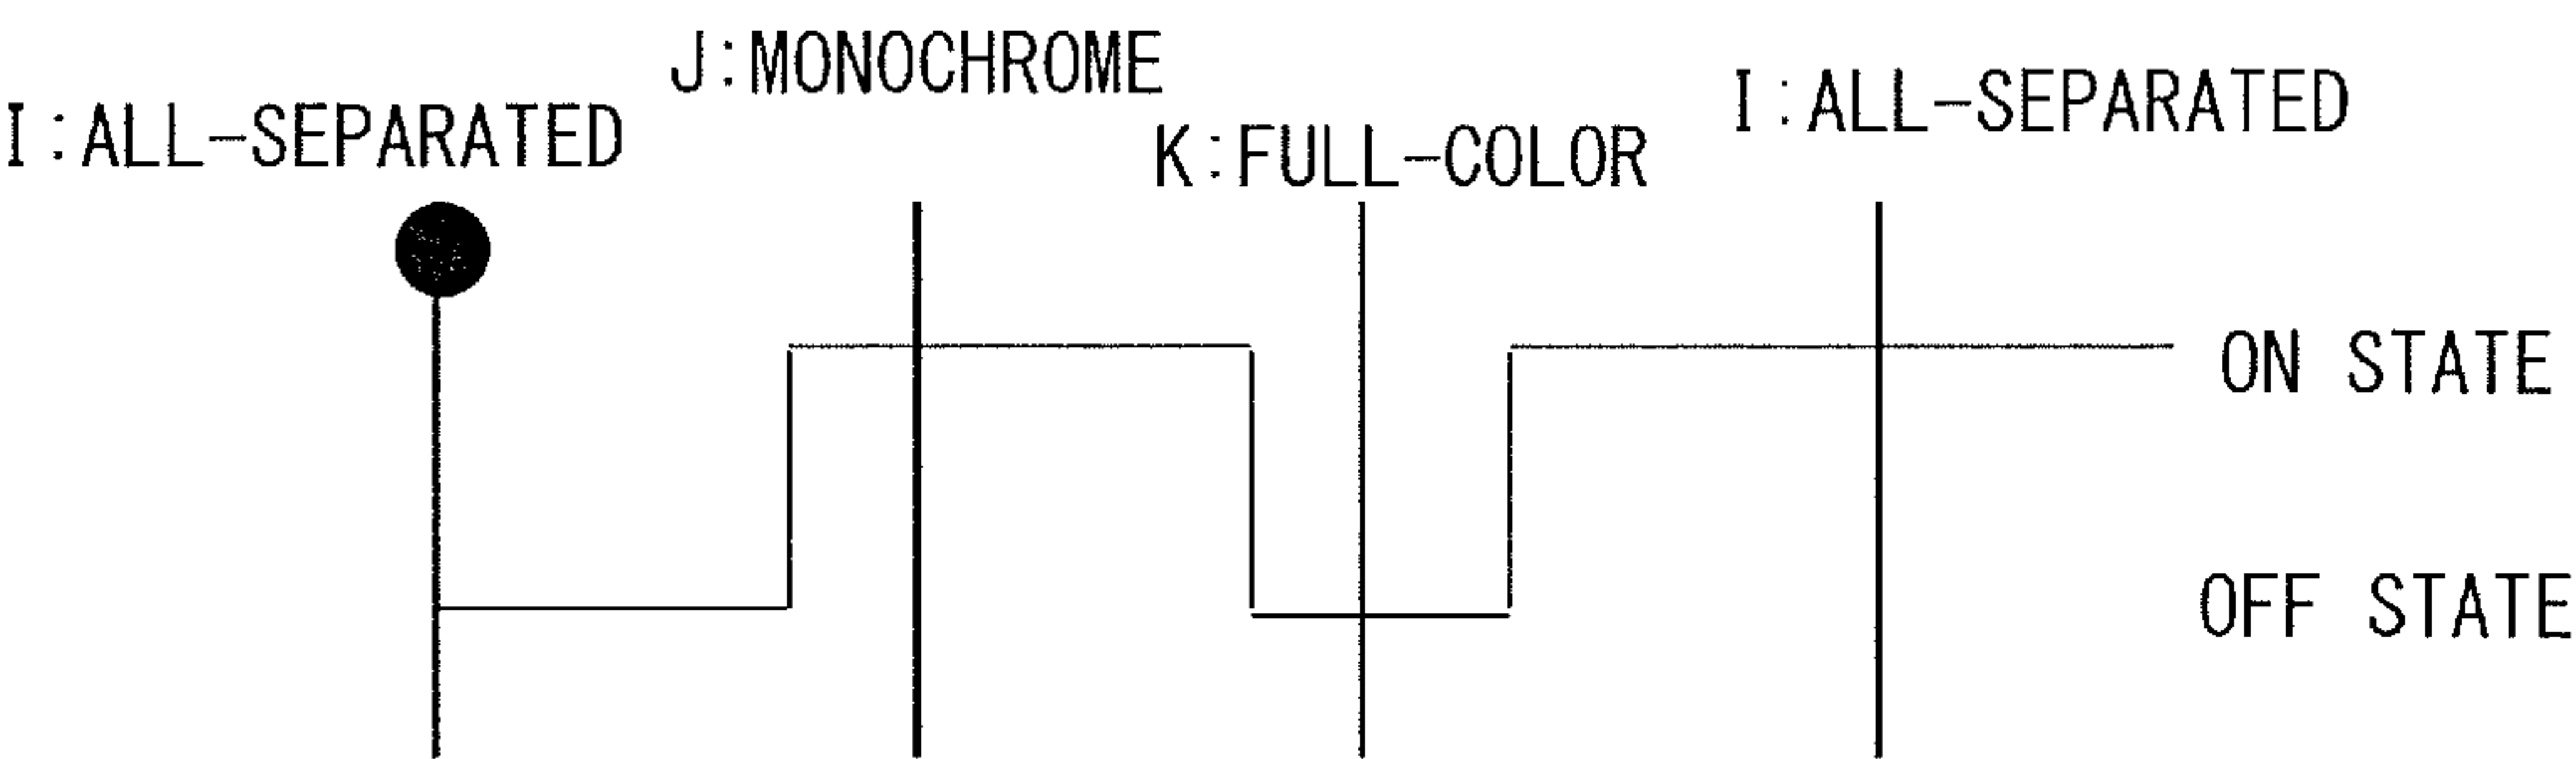 I:ALL-SEPARATED
J:MONOCHROME
K:FULL-COLOR
I:ALL-SEPARATED
ON STATE
OFF STATE